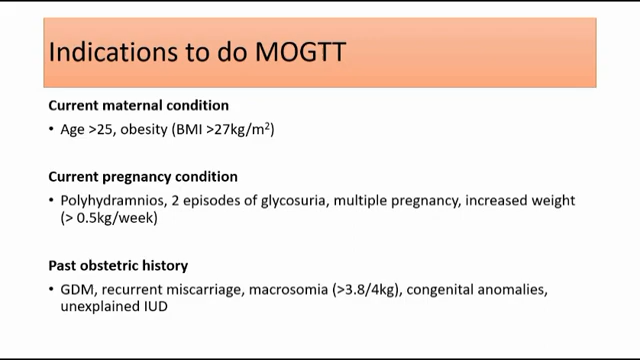 Indications to do MOGTT
Current maternal condition
• Age >25, obesity (BMI >27kg/m²)
Current pregnancy condition
• Polyhydramnios, 2 episodes of glycosuria, multiple pregnancy, increased weight
(> 0.5kg/week)
Past obstetric history
• GDM, recurrent miscarriage, macrosomia (>3.8/4kg), congenital anomalies,
unexplained IUD